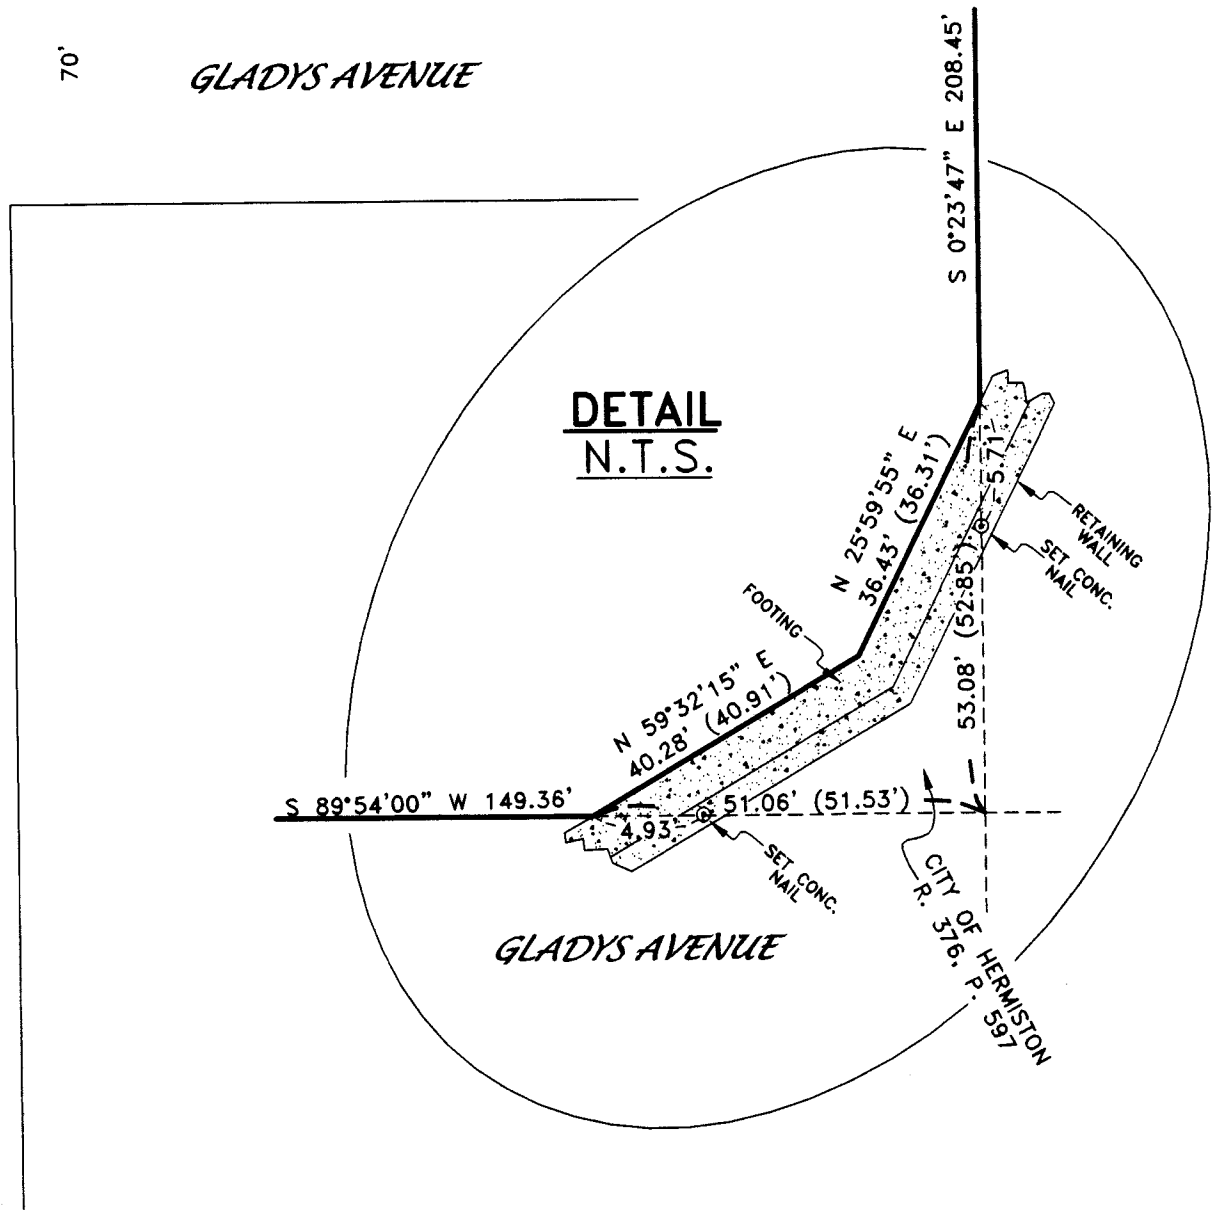 70'
GLADYS AVENUE
S 0°23'47" E 208.45'
DETAIL
N.T.S.
N 25°59'55" E
36.43' (36.31')
5.71'
RETAINING
WALL
SET CONC.
NAIL
FOOTING
53.08' (52.85')
N 59°32'15" E
40.28' (40.91')
S 89°54'00" W 149.36'
51.06' (51.53')
4.93'
SET CONC.
NAIL
CITY OF HERMISTON
R. 376, P. 597
GLADYS AVENUE